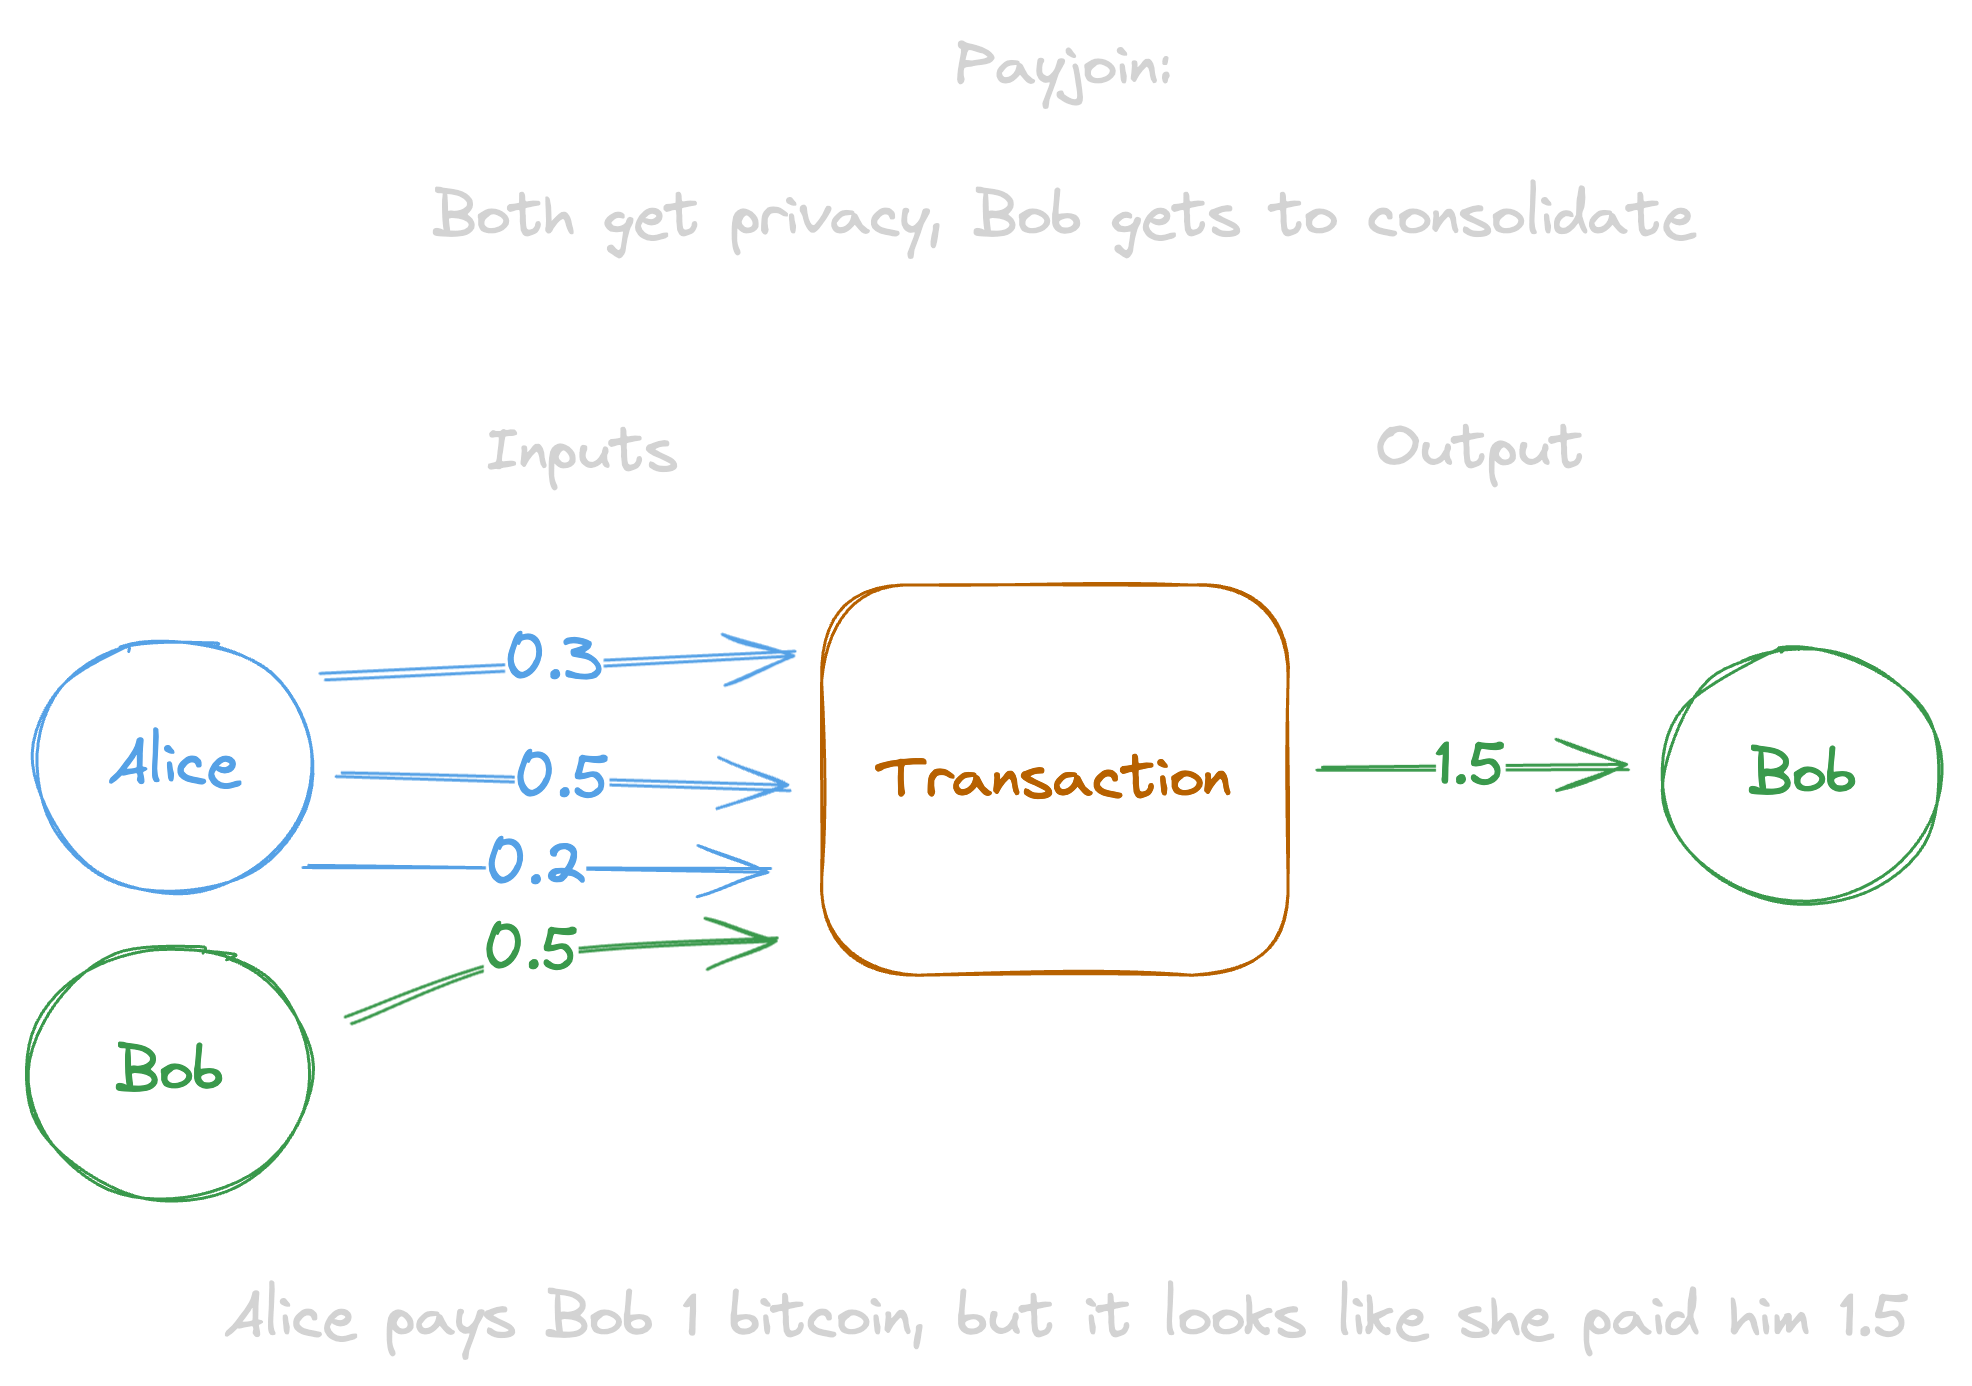 Payjoin:
Both get privacy, Bob gets to consolidate
Inputs
Output
0.3
Alice
0.5
0.2
0.5
Bob
Transaction
1.5
Bob
Alice pays Bob 1 bitcoin, but it looks like she paid him 1.5